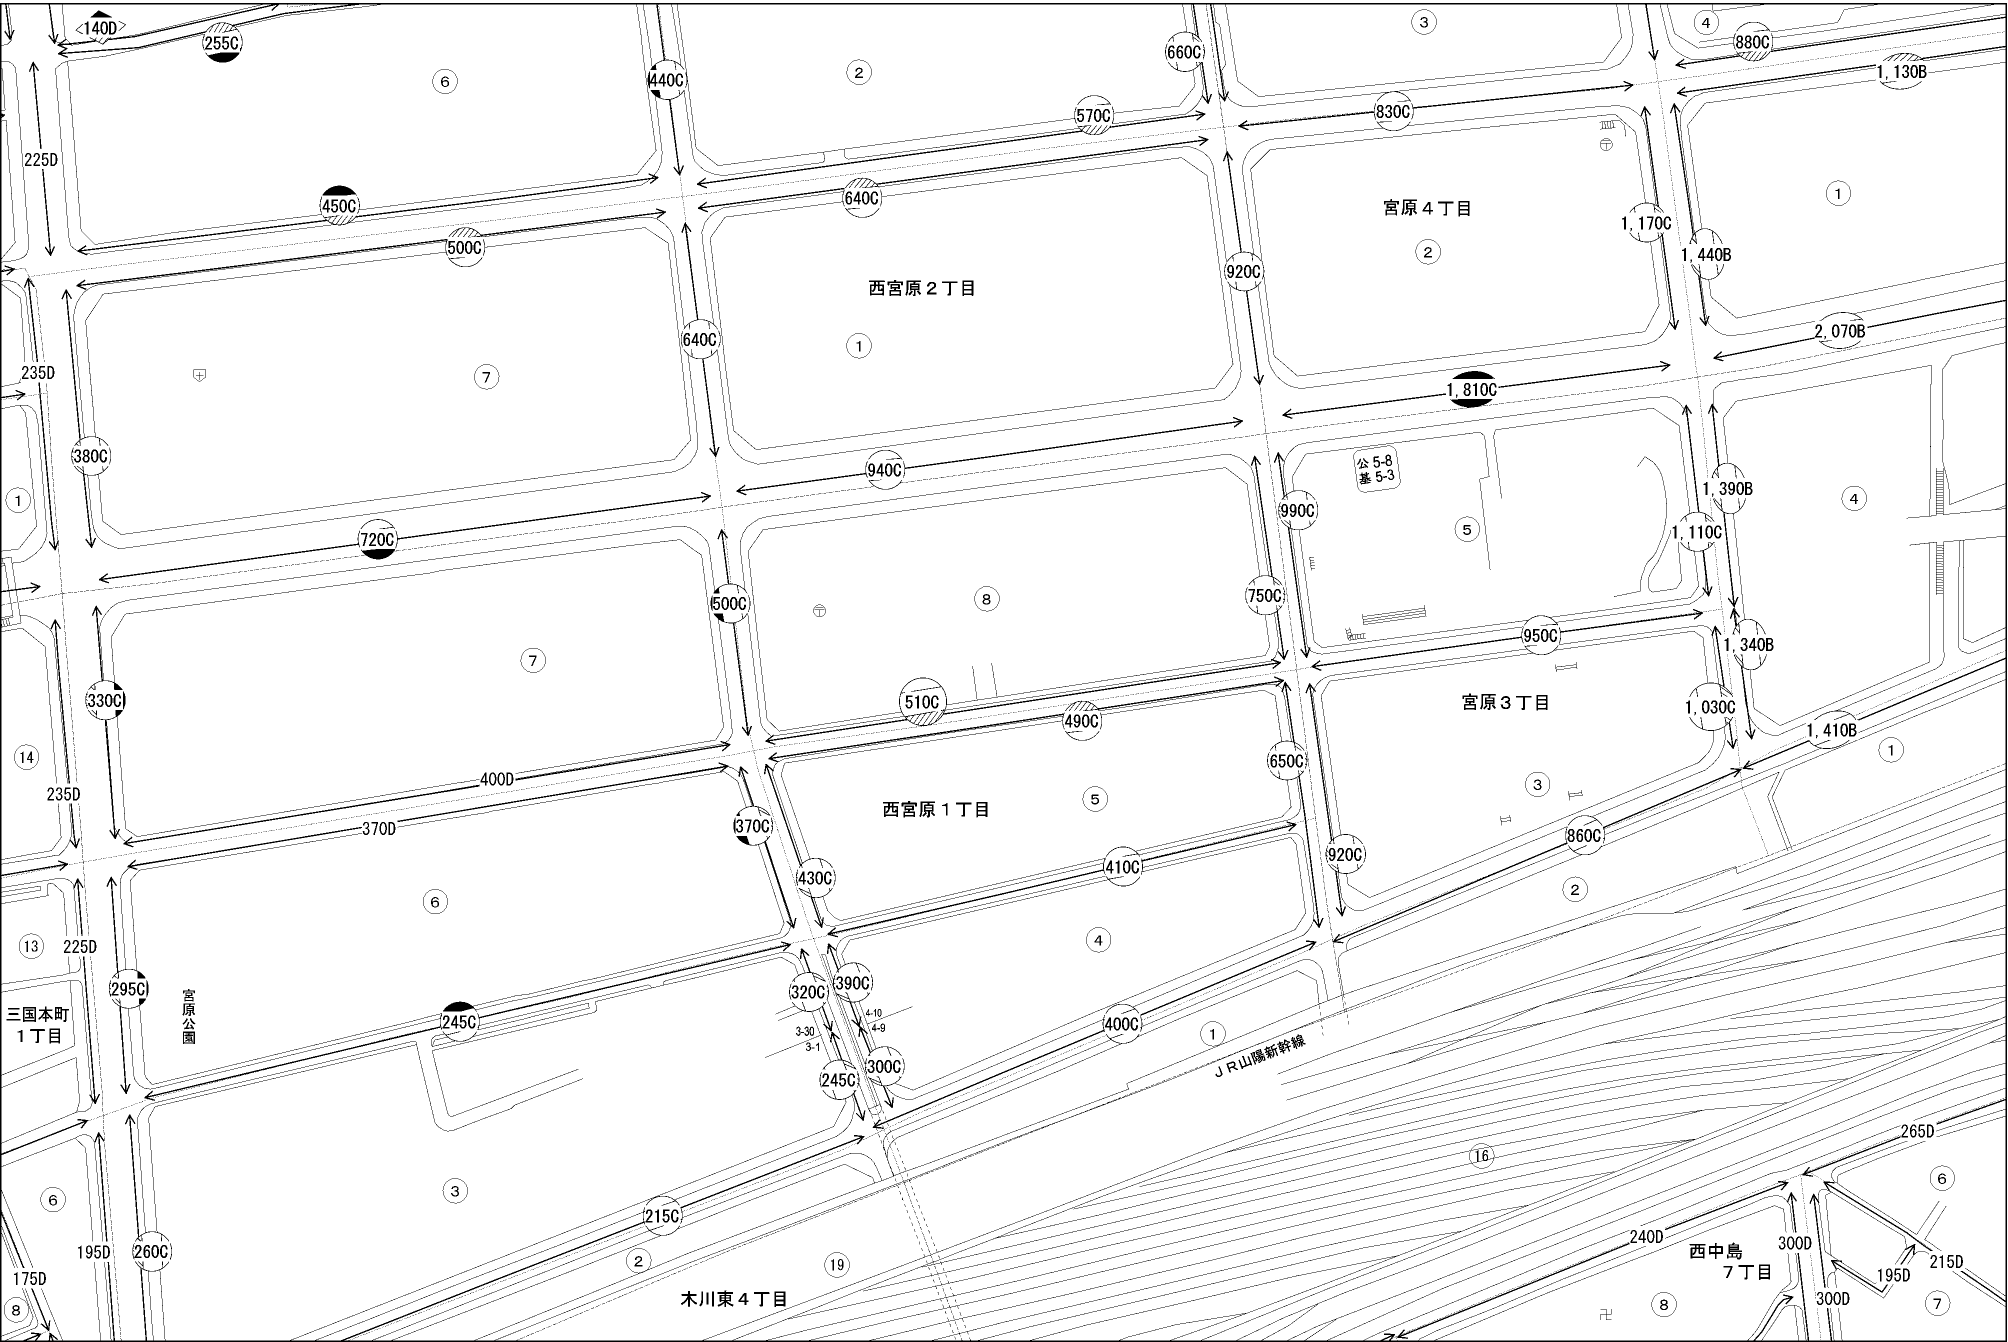 140D
255C
6
440C
2
660C
3
4
880C
1,130B
570C
830C
225D
450C
500C
640C
宮原4丁目
2
1,170C
1,440B
1
西宮原2丁目
920C
235D
7
640C
1
2,070B
1,810C
380C
940C
公 5-8
基 5-3
1
990C
5
1,390B
1,110C
4
720C
500C
8
750C
950C
1,340B
7
330C
510C
490C
宮原3丁目
1,030C
1,410B
1
14
235D
400D
370D
650C
3
370C
西宮原1丁目
5
860C
920C
430C
410C
2
6
13
225D
4
295C
宮原公園
320C
390C
三国本町
1丁目
245C
4-10
4-9
3-30
3-1
400C
1
JR山陽新幹線
245C
300C
16
265D
6
3
6
215C
195D
260C
2
19
175D
8
木川東4丁目
240D
300D
西中島
7丁目
215D
195D
300D
8
7